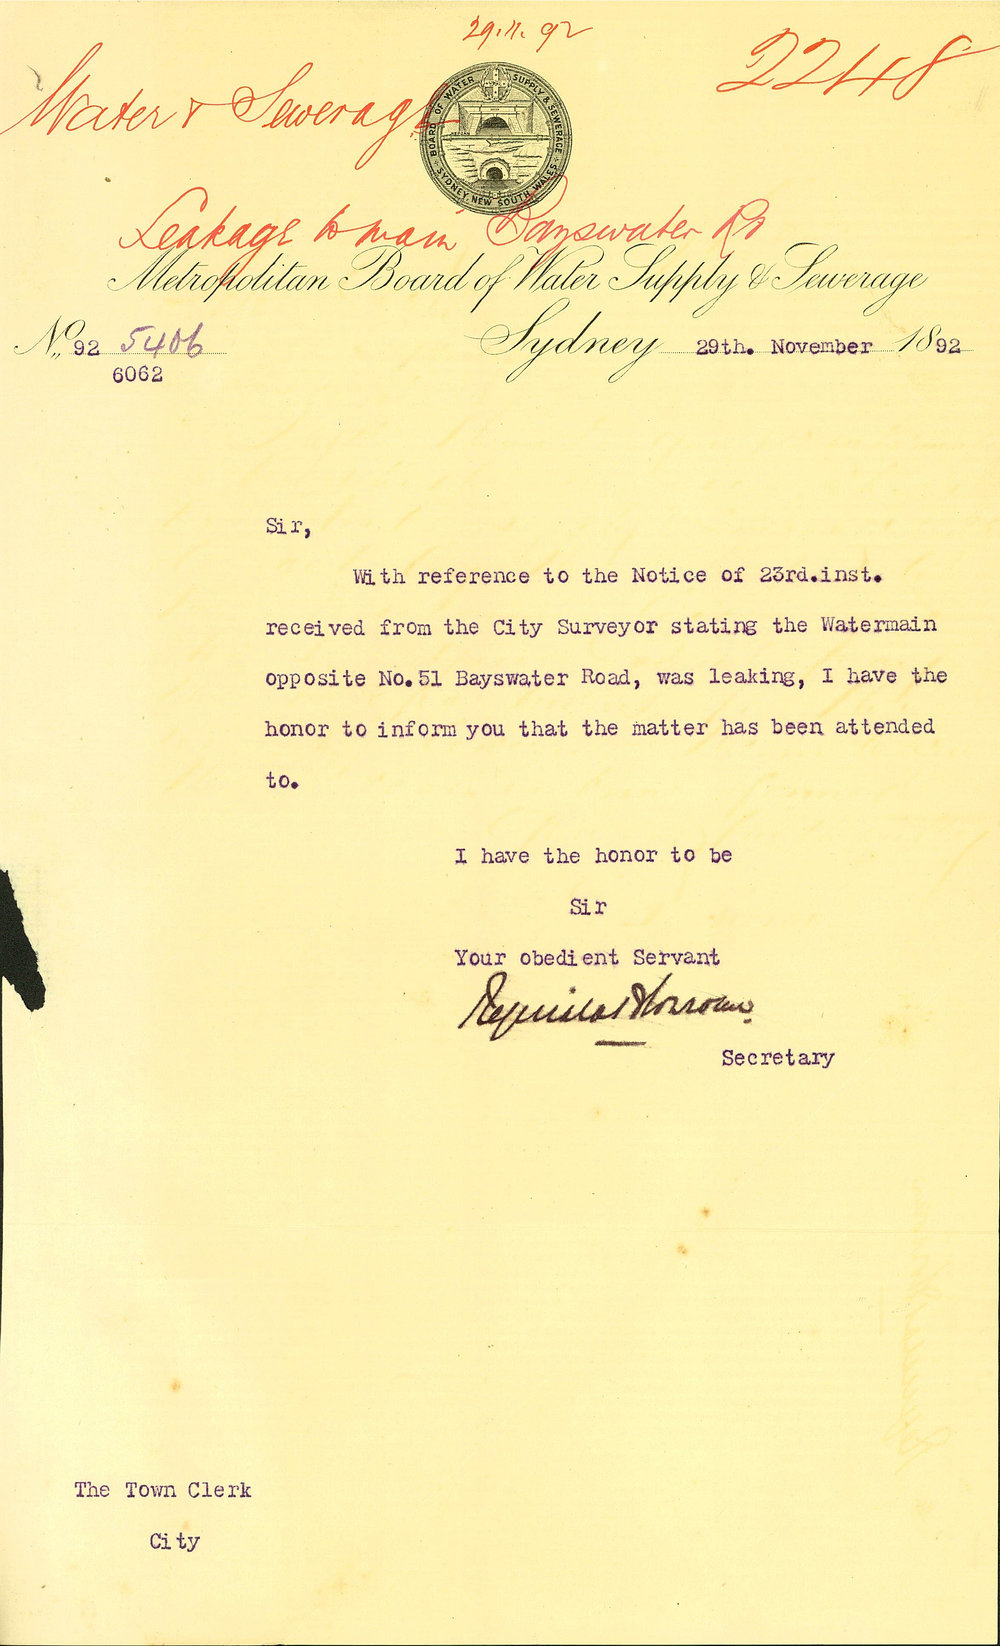 29.11.92
2248
Water & Sewerage
BOARD OF WATER SUPPLY & SEWERAGE
SYDNEY, NEW SOUTH WALES
Leakage to main Bayswater Rd
Metropolitan Board of Water Supply & Sewerage
No. 92 5406
6062
Sydney 29th. November 1892
Sir,
With reference to the Notice of 23rd.inst.
received from the City Surveyor stating the Watermain
opposite No.51 Bayswater Road, was leaking, I have the
honor to inform you that the matter has been attended
to.
I have the honor to be
Sir
Your obedient Servant
Secretary
The Town Clerk
City